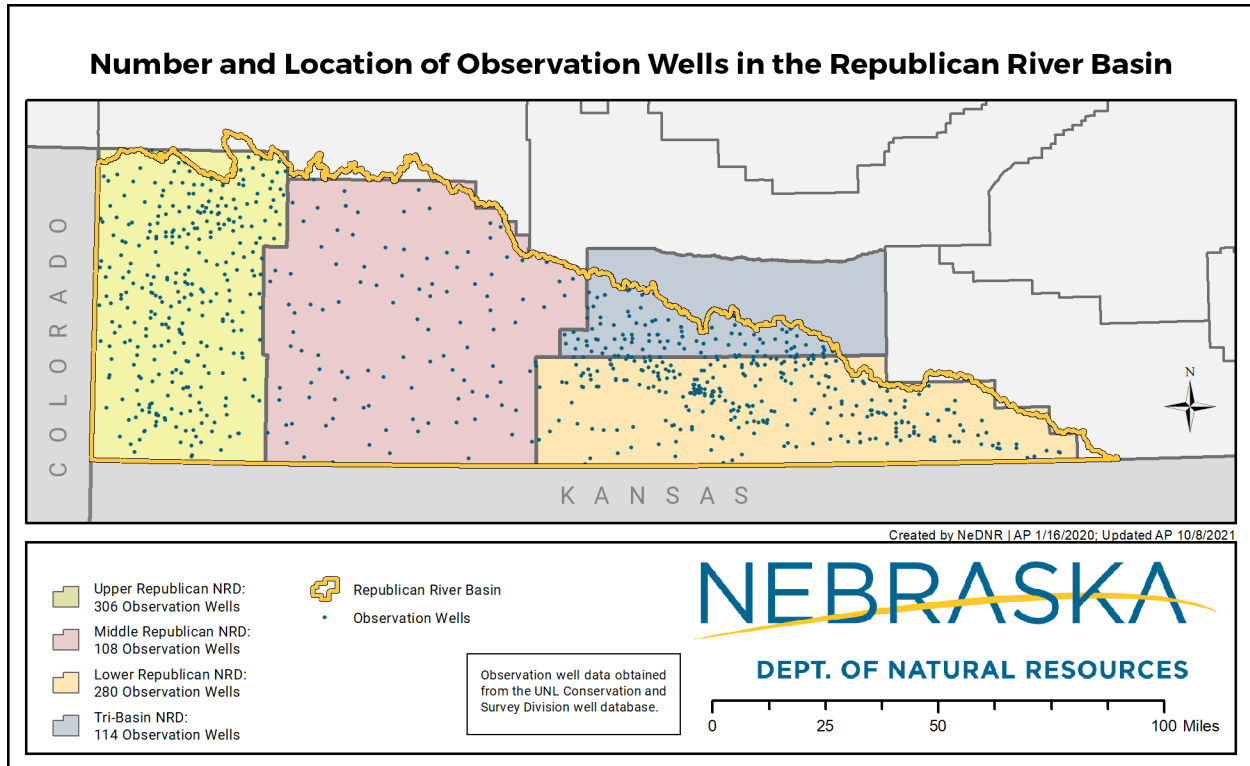 Number and Location of Observation Wells in the Republican River Basin
COLORADO
N
KANSAS
Created by NeDNR | AP 1/16/2020; Updated AP 10/8/2021
Upper Republican NRD:
306 Observation Wells
Middle Republican NRD:
108 Observation Wells
Lower Republican NRD:
280 Observation Wells
Tri-Basin NRD:
114 Observation Wells
Republican River Basin
Observation Wells
Observation well data obtained
from the UNL Conservation and
Survey Division well database.
NEBRASKA
DEPT. OF NATURAL RESOURCES
0 25 50 100 Miles